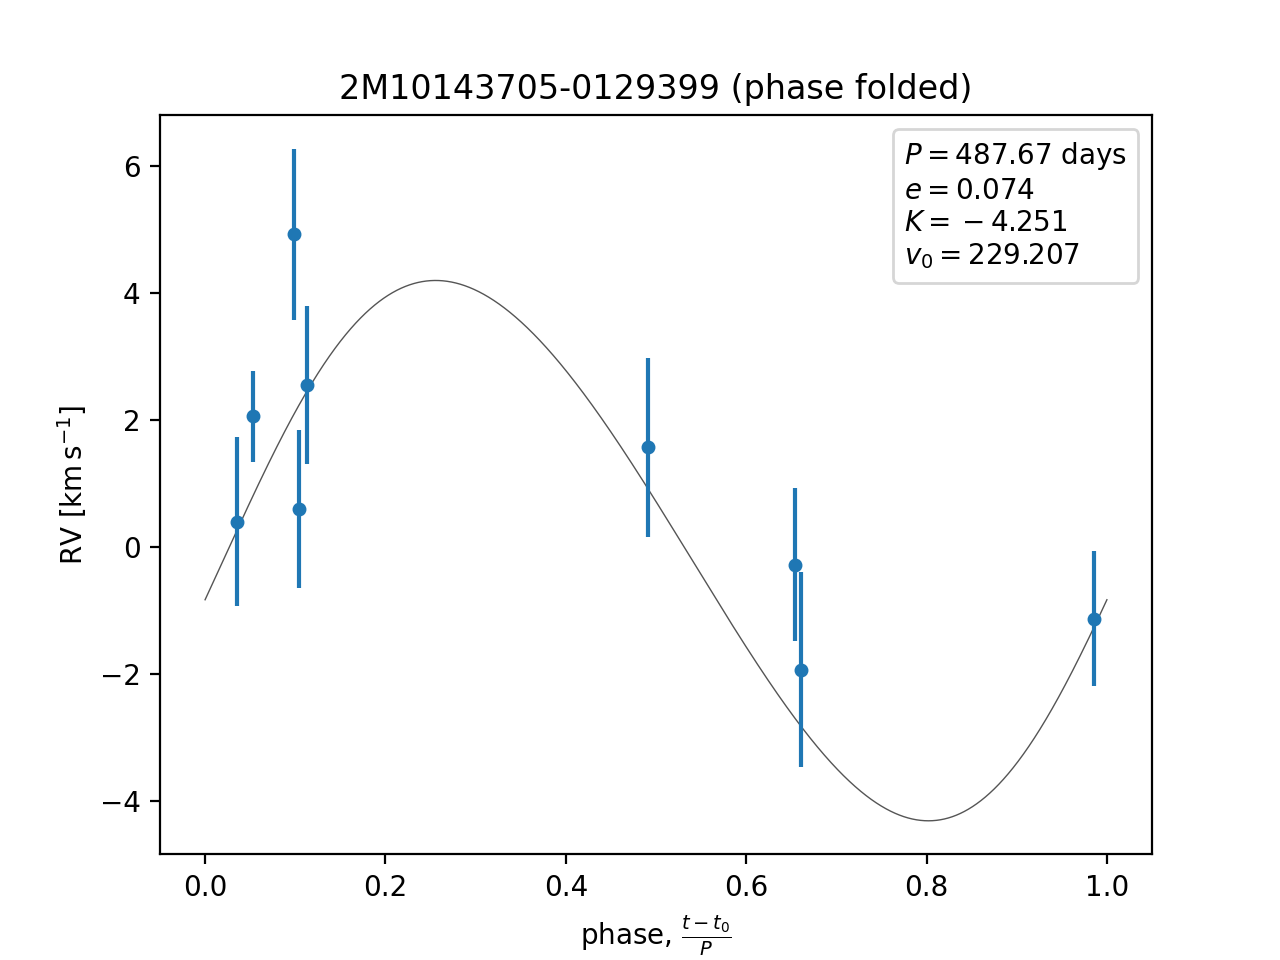 2M10143705-0129399 (phase folded)
P = 487.67 days
e = 0.074
K = −4.251
v₀ = 229.207
RV [km s⁻¹]
6
4
2
0
−2
−4
0.0 0.2 0.4 0.6 0.8 1.0
phase, (t − t₀)/P